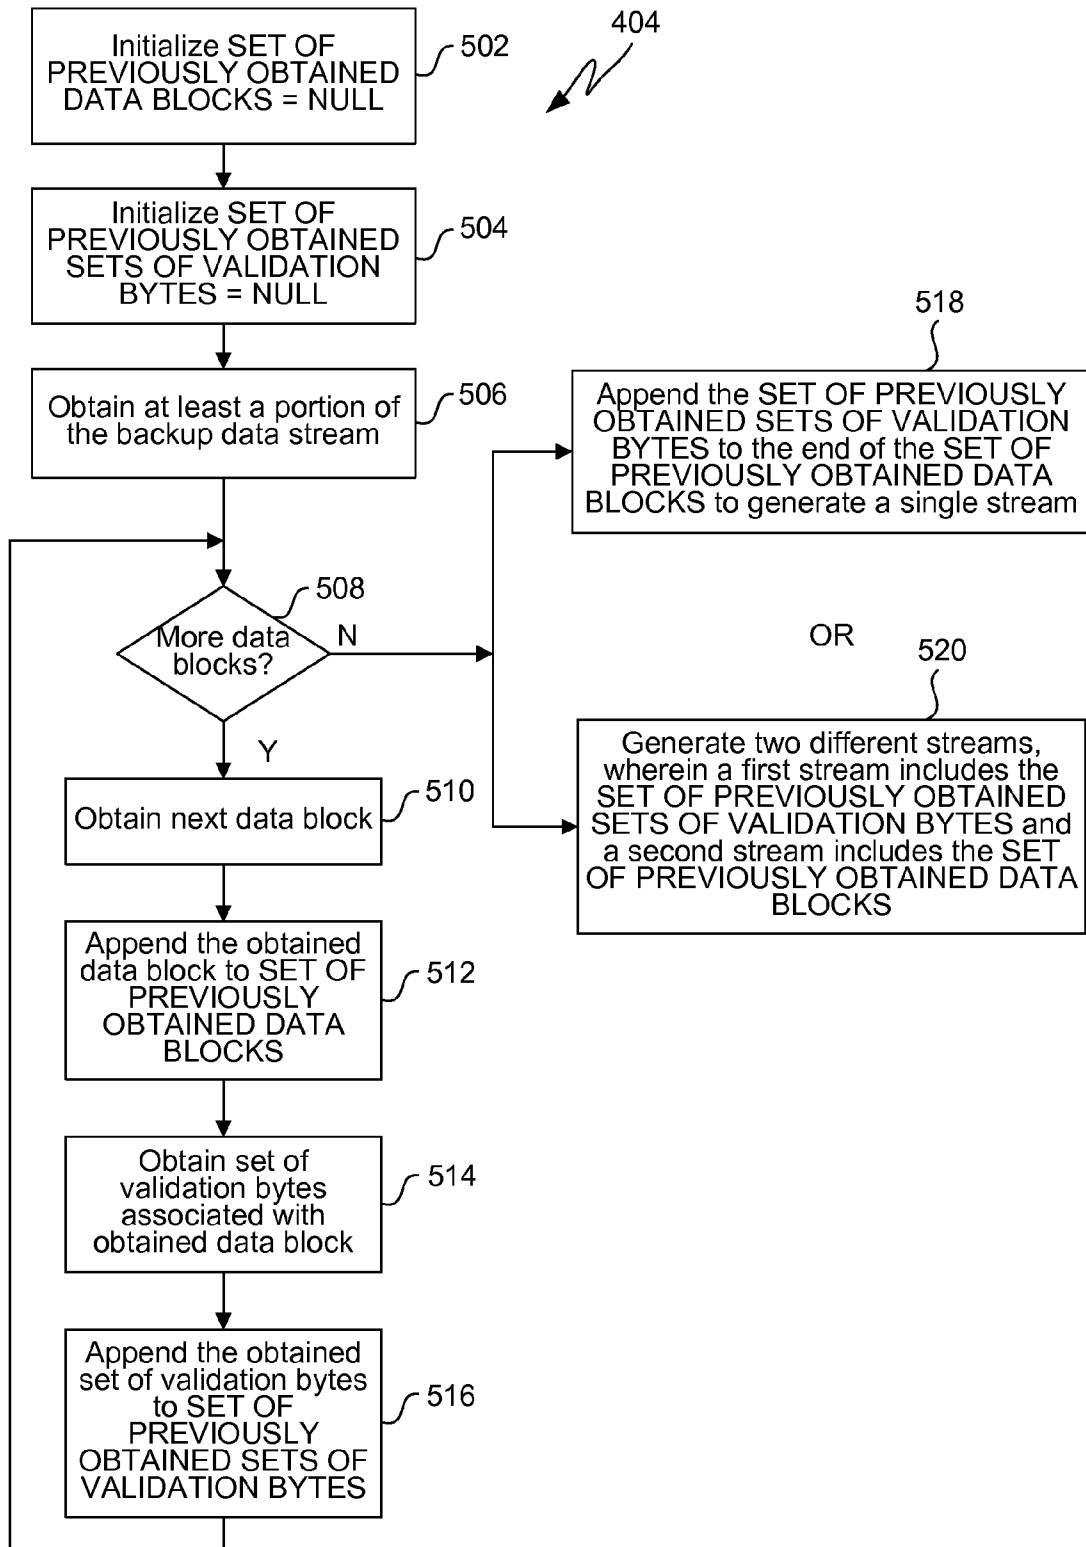 404
Initialize SET OF
PREVIOUSLY OBTAINED
DATA BLOCKS = NULL
502
Initialize SET OF
PREVIOUSLY OBTAINED
SETS OF VALIDATION
BYTES = NULL
504
Obtain at least a portion of
the backup data stream
506
More data
blocks?
508
N
Y
Obtain next data block
510
Append the obtained
data block to SET OF
PREVIOUSLY
OBTAINED DATA
BLOCKS
512
Obtain set of
validation bytes
associated with
obtained data block
514
Append the obtained
set of validation bytes
to SET OF
PREVIOUSLY
OBTAINED SETS OF
VALIDATION BYTES
516
518
Append the SET OF PREVIOUSLY
OBTAINED SETS OF VALIDATION
BYTES to the end of the SET OF
PREVIOUSLY OBTAINED DATA
BLOCKS to generate a single stream
OR
520
Generate two different streams,
wherein a first stream includes the
SET OF PREVIOUSLY OBTAINED
SETS OF VALIDATION BYTES and
a second stream includes the SET
OF PREVIOUSLY OBTAINED DATA
BLOCKS